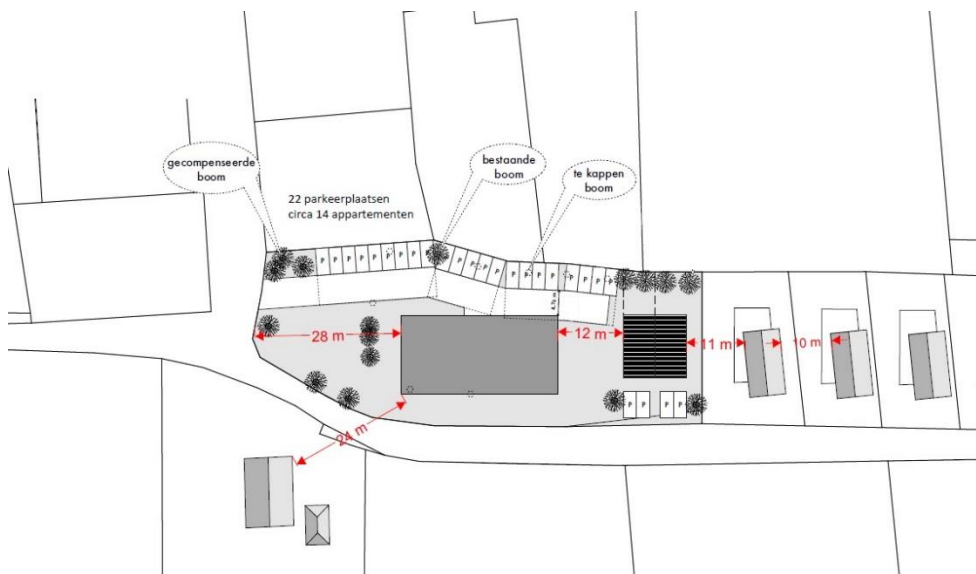 gecompenseerde
boom
bestaande
boom
te kappen
boom
22 parkeerplaatsen
circa 14 appartementen
P P P P P P P P P
P P P P P
P P P P P P P P
28 m
12 m
11 m
10 m
P P P P
24 m